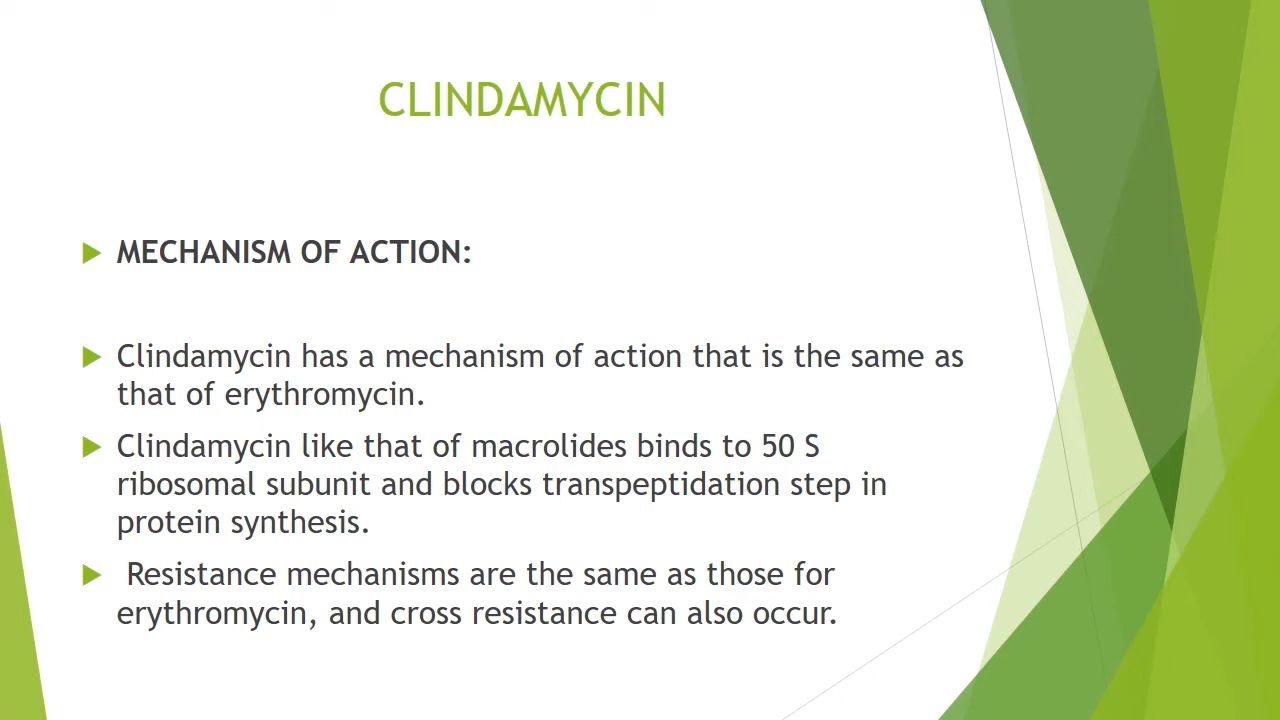 CLINDAMYCIN
MECHANISM OF ACTION:
Clindamycin has a mechanism of action that is the same as
that of erythromycin.
Clindamycin like that of macrolides binds to 50 S
ribosomal subunit and blocks transpeptidation step in
protein synthesis.
Resistance mechanisms are the same as those for
erythromycin, and cross resistance can also occur.